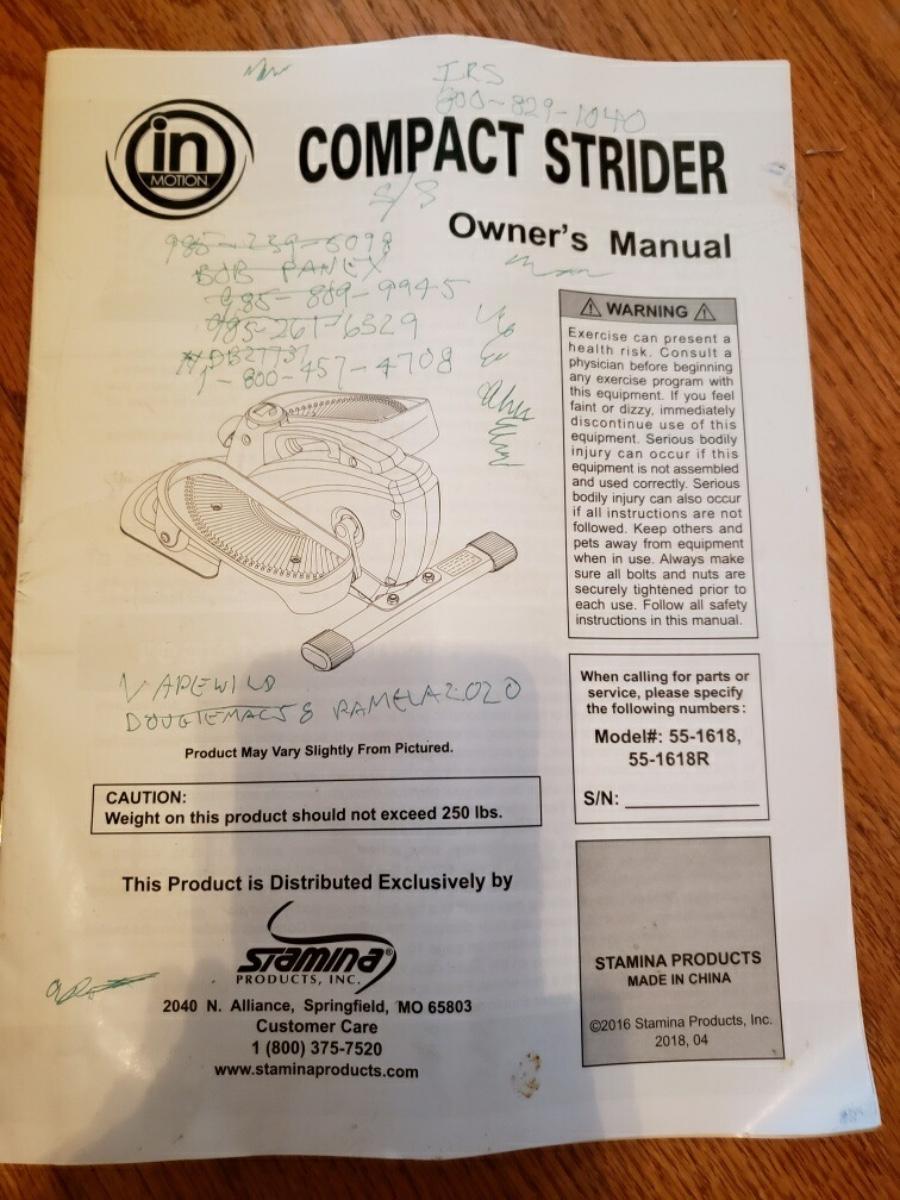 IRS
800-829-1040
in
MOTION
COMPACT STRIDER
S/S
Owner's Manual
985-239-5098
BOB PANEX
985-889-9945
985-261-6329
1-800-457-4708
WARNING
Exercise can present a
health risk. Consult a
physician before beginning
any exercise program with
this equipment. If you feel
faint or dizzy, immediately
discontinue use of this
equipment. Serious bodily
injury can occur if this
equipment is not assembled
and used correctly. Serious
bodily injury can also occur
if all instructions are not
followed. Keep others and
pets away from equipment
when in use. Always make
sure all bolts and nuts are
securely tightened prior to
each use. Follow all safety
instructions in this manual.
VAPEWILD
PAMELA2020
Product May Vary Slightly From Pictured.
CAUTION:
Weight on this product should not exceed 250 lbs.
When calling for parts or
service, please specify
the following numbers:
Model#: 55-1618,
55-1618R
S/N:
This Product is Distributed Exclusively by
STAMINA®
PRODUCTS, INC.
2040 N. Alliance, Springfield, MO 65803
Customer Care
1 (800) 375-7520
www.staminaproducts.com
STAMINA PRODUCTS
MADE IN CHINA
©2016 Stamina Products, Inc.
2018, 04